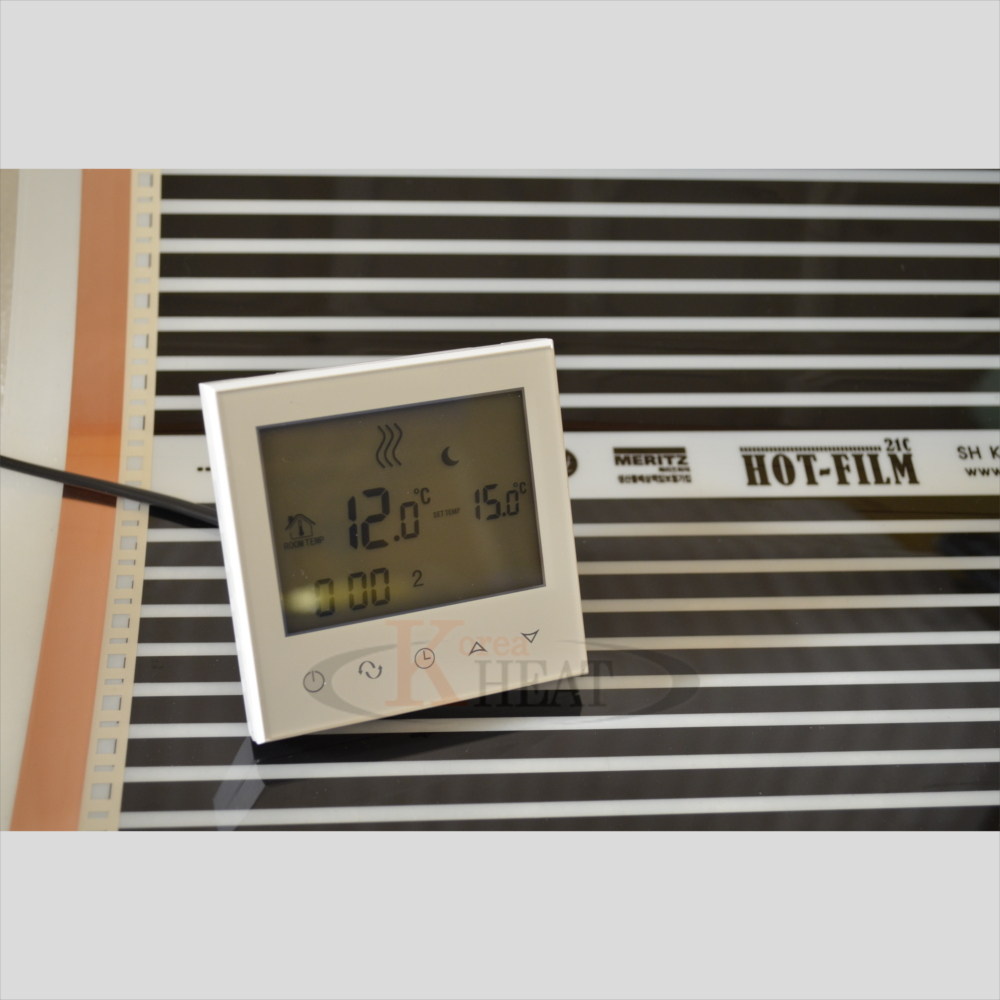 MERITZ
21C
HOT-FILM
SH K
www
12.0°C
15.0°C
ROOM TEMP
SET TEMP
0 00 2
Korea
HEAT